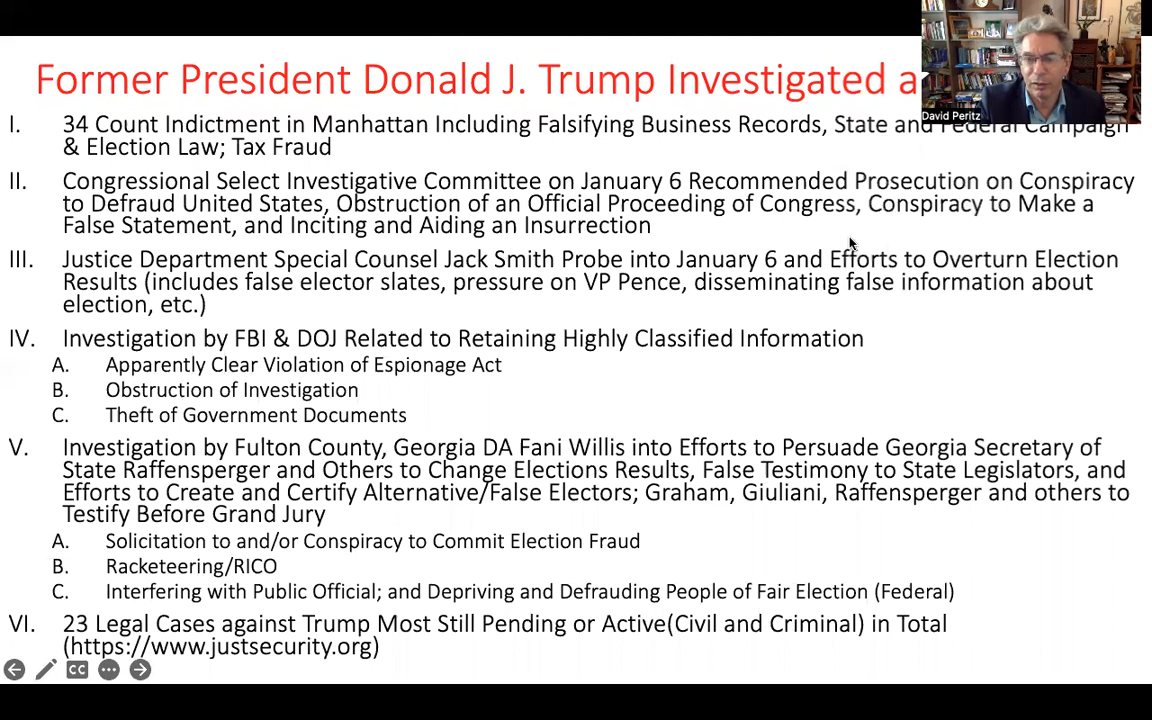 Former President Donald J. Trump Investigated a
David Peritz
I. 34 Count Indictment in Manhattan Including Falsifying Business Records, State and Federal Campaign
& Election Law; Tax Fraud
II. Congressional Select Investigative Committee on January 6 Recommended Prosecution on Conspiracy
to Defraud United States, Obstruction of an Official Proceeding of Congress, Conspiracy to Make a
False Statement, and Inciting and Aiding an Insurrection
III. Justice Department Special Counsel Jack Smith Probe into January 6 and Efforts to Overturn Election
Results (includes false elector slates, pressure on VP Pence, disseminating false information about
election, etc.)
IV. Investigation by FBI & DOJ Related to Retaining Highly Classified Information
A. Apparently Clear Violation of Espionage Act
B. Obstruction of Investigation
C. Theft of Government Documents
V. Investigation by Fulton County, Georgia DA Fani Willis into Efforts to Persuade Georgia Secretary of
State Raffensperger and Others to Change Elections Results, False Testimony to State Legislators, and
Efforts to Create and Certify Alternative/False Electors; Graham, Giuliani, Raffensperger and others to
Testify Before Grand Jury
A. Solicitation to and/or Conspiracy to Commit Election Fraud
B. Racketeering/RICO
C. Interfering with Public Official; and Depriving and Defrauding People of Fair Election (Federal)
VI. 23 Legal Cases against Trump Most Still Pending or Active(Civil and Criminal) in Total
(https://www.justsecurity.org)
CC